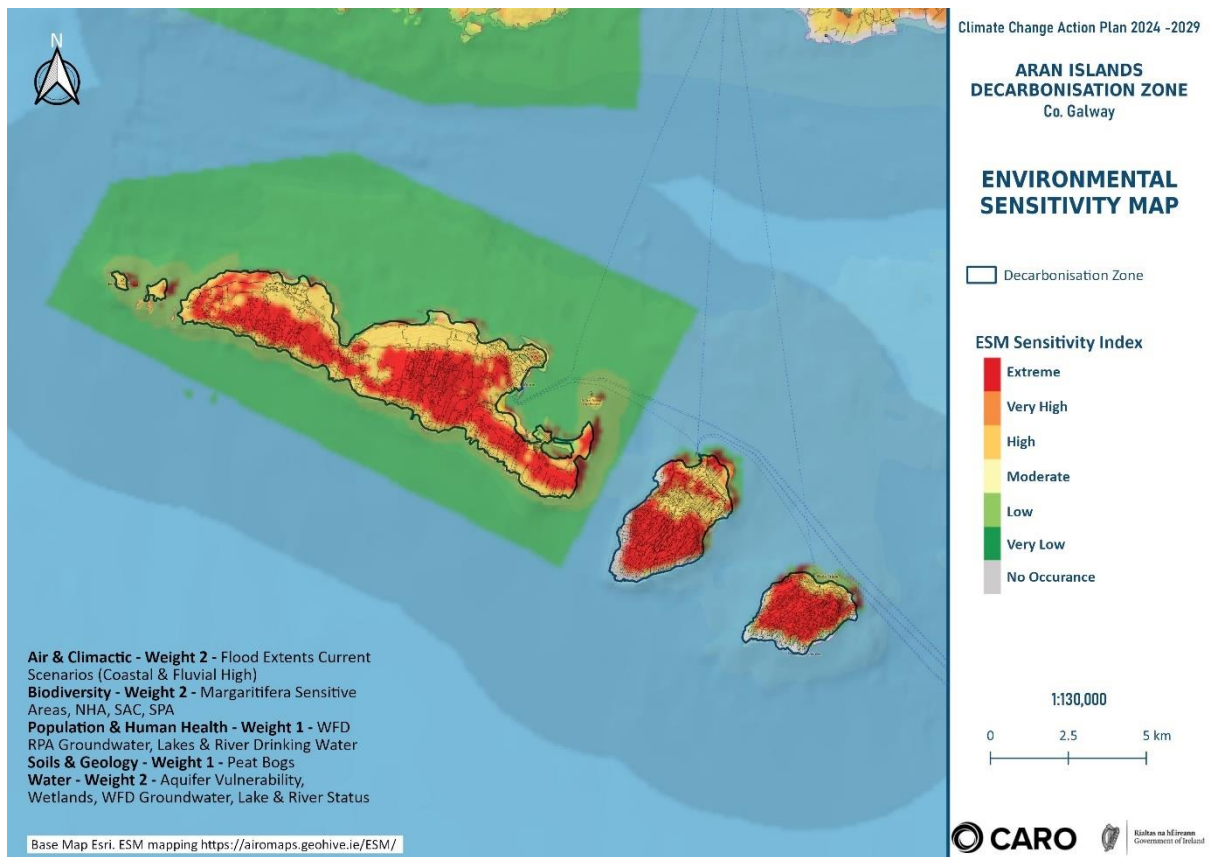 N
Climate Change Action Plan 2024 -2029
ARAN ISLANDS
DECARBONISATION ZONE
Co. Galway
ENVIRONMENTAL
SENSITIVITY MAP
Decarbonisation Zone
ESM Sensitivity Index
Extreme
Very High
High
Moderate
Low
Very Low
No Occurance
1:130,000
0 2.5 5 km
Air & Climactic - Weight 2 - Flood Extents Current
Scenarios (Coastal & Fluvial High)
Biodiversity - Weight 2 - Margaritifera Sensitive
Areas, NHA, SAC, SPA
Population & Human Health - Weight 1 - WFD
RPA Groundwater, Lakes & River Drinking Water
Soils & Geology - Weight 1 - Peat Bogs
Water - Weight 2 - Aquifer Vulnerability,
Wetlands, WFD Groundwater, Lake & River Status
Base Map Esri. ESM mapping https://airomaps.geohive.ie/ESM/
CARO
Rialtas na hÉireann
Government of Ireland